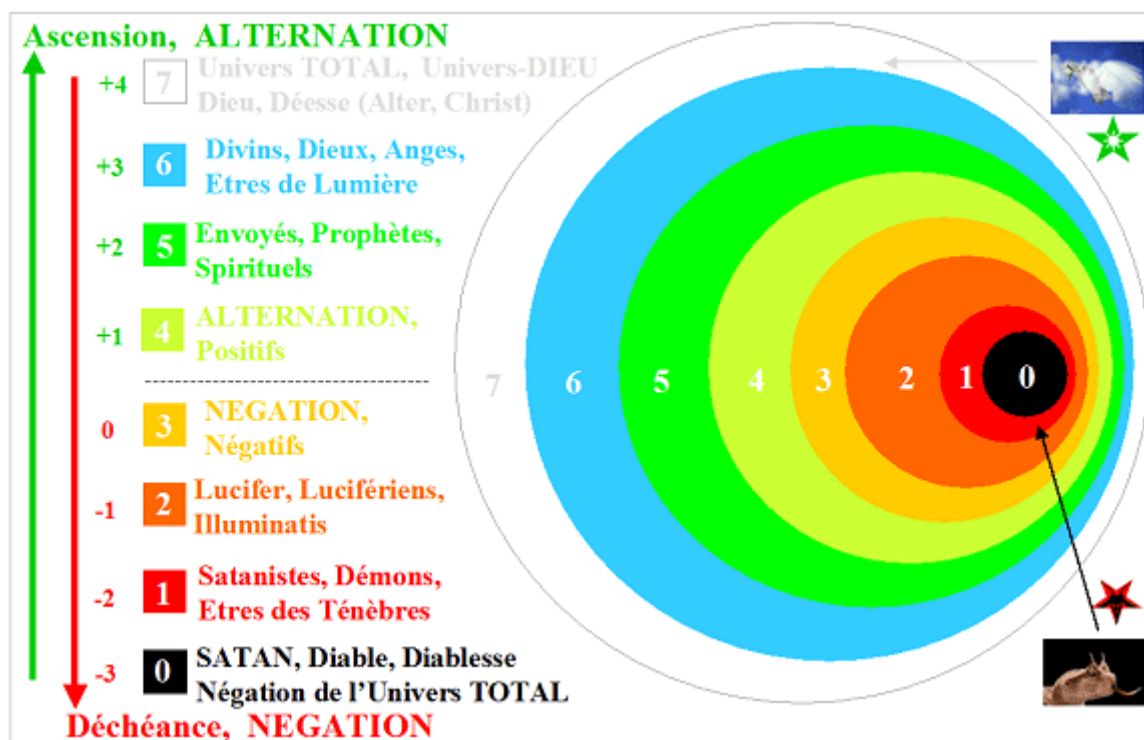 Ascension, ALTERNATION
+4 7 Univers TOTAL, Univers-DIEU
Dieu, Déesse (Alter, Christ)
+3 6 Divins, Dieux, Anges,
Etres de Lumière
+2 5 Envoyés, Prophètes,
Spirituels
+1 4 ALTERNATION,
Positifs
0 3 NEGATION,
Négatifs
-1 2 Lucifer, Lucifériens,
Illuminatis
-2 1 Satanistes, Démons,
Etres des Ténèbres
-3 0 SATAN, Diable, Diablesse
Négation de l'Univers TOTAL
Déchéance, NEGATION
7 6 5 4 3 2 1 0